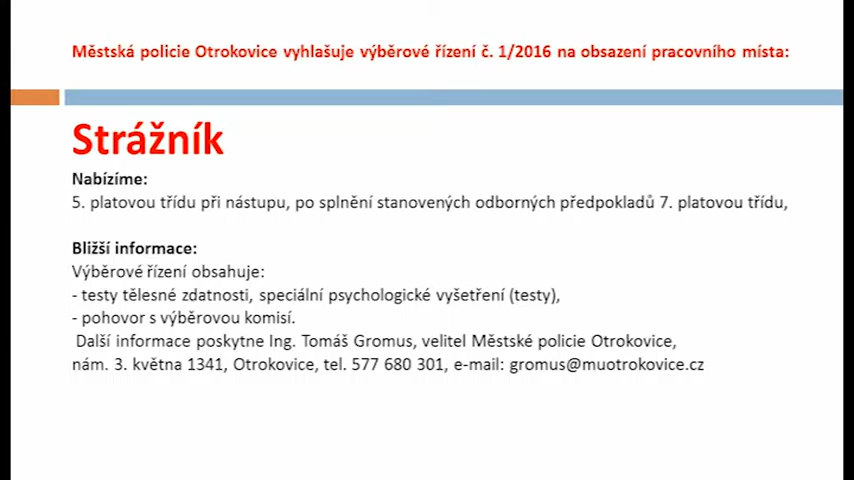 Městská policie Otrokovice vyhlašuje výběrové řízení č. 1/2016 na obsazení pracovního místa:
Strážník
Nabízíme:
5. platovou třídu při nástupu, po splnění stanovených odborných předpokladů 7. platovou třídu,
Bližší informace:
Výběrové řízení obsahuje:
- testy tělesné zdatnosti, speciální psychologické vyšetření (testy),
- pohovor s výběrovou komisí.
Další informace poskytne Ing. Tomáš Gromus, velitel Městské policie Otrokovice,
nám. 3. května 1341, Otrokovice, tel. 577 680 301, e-mail: gromus@muotrokovice.cz